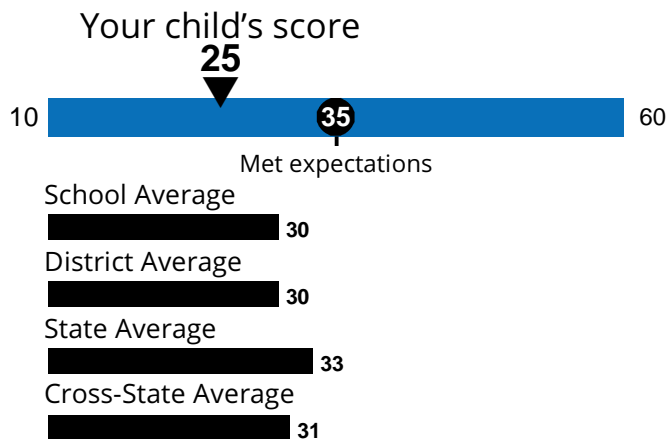 Your child’s score
25
10 35 60
Met expectations
School Average
30
District Average
30
State Average
33
Cross-State Average
31